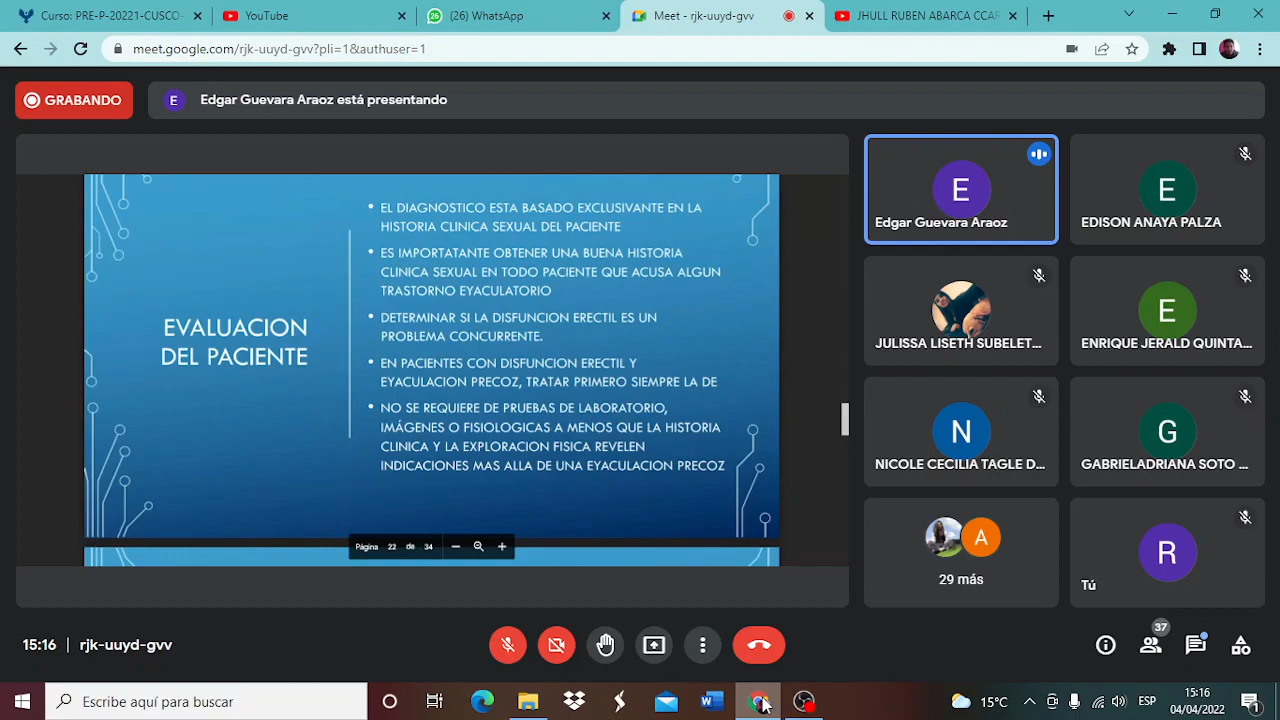 Curso: PRE-P-20221-CUSCO-
YouTube
(26) WhatsApp
Meet - rjk-uuyd-gvv
JHULL RUBEN ABARCA CCAR
meet.google.com/rjk-uuyd-gvv?pli=1&authuser=1
GRABANDO
E
Edgar Guevara Araoz está presentando
EVALUACION
DEL PACIENTE
• EL DIAGNOSTICO ESTA BASADO EXCLUSIVANTE EN LA
HISTORIA CLINICA SEXUAL DEL PACIENTE
• ES IMPORTATANTE OBTENER UNA BUENA HISTORIA
CLINICA SEXUAL EN TODO PACIENTE QUE ACUSA ALGUN
TRASTORNO EYACULATORIO
• DETERMINAR SI LA DISFUNCION ERECTIL ES UN
PROBLEMA CONCURRENTE.
• EN PACIENTES CON DISFUNCION ERECTIL Y
EYACULACION PRECOZ, TRATAR PRIMERO SIEMPRE LA DE
• NO SE REQUIERE DE PRUEBAS DE LABORATORIO,
IMÁGENES O FISIOLOGICAS A MENOS QUE LA HISTORIA
CLINICA Y LA EXPLORACION FISICA REVELEN
INDICACIONES MAS ALLA DE UNA EYACULACION PRECOZ
Página 22 de 34
E
Edgar Guevara Araoz
E
EDISON ANAYA PALZA
JULISSA LISETH SUBELET...
E
ENRIQUE JERALD QUINTA...
N
NICOLE CECILIA TAGLE D...
G
GABRIELADRIANA SOTO ...
A
29 más
R
Tú
15:16 | rjk-uuyd-gvv
37
Escribe aquí para buscar
15°C
ESP
15:16
04/04/2022
1